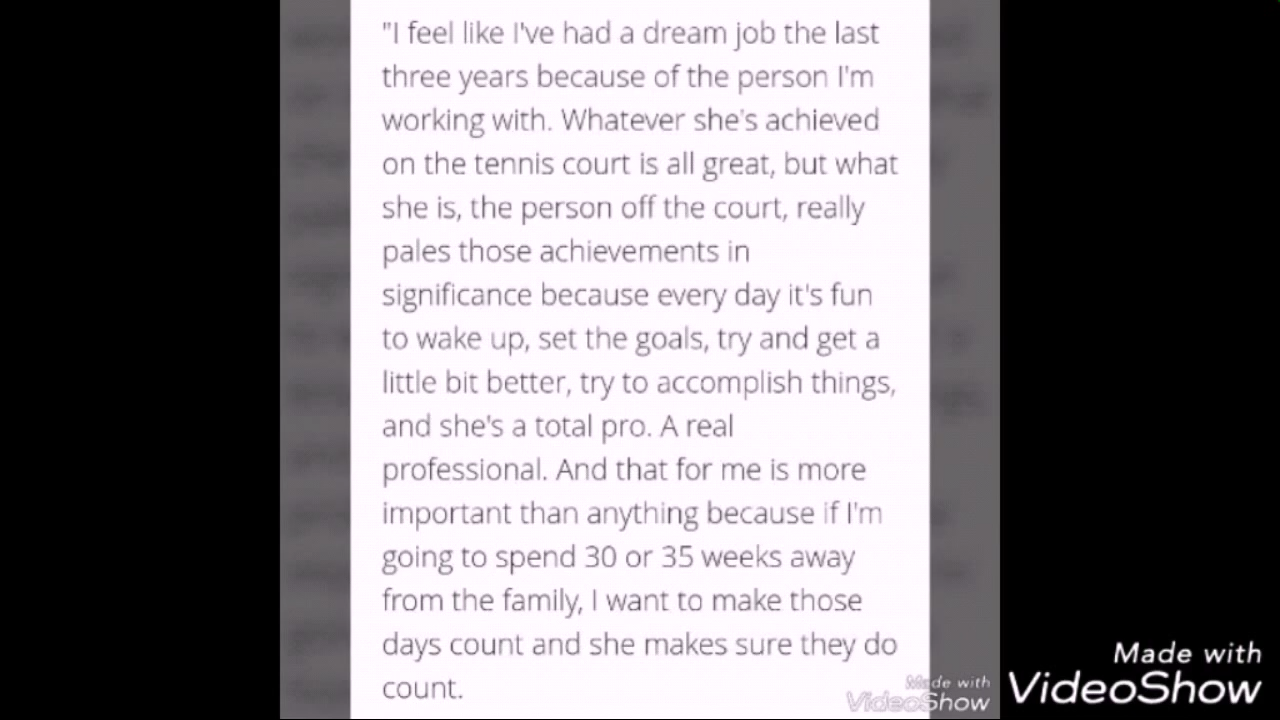 "I feel like I've had a dream job the last
three years because of the person I'm
working with. Whatever she's achieved
on the tennis court is all great, but what
she is, the person off the court, really
pales those achievements in
significance because every day it's fun
to wake up, set the goals, try and get a
little bit better, try to accomplish things,
and she's a total pro. A real
professional. And that for me is more
important than anything because if I'm
going to spend 30 or 35 weeks away
from the family, I want to make those
days count and she makes sure they do
count.
Made with
VideoShow
Made with
VideoShow